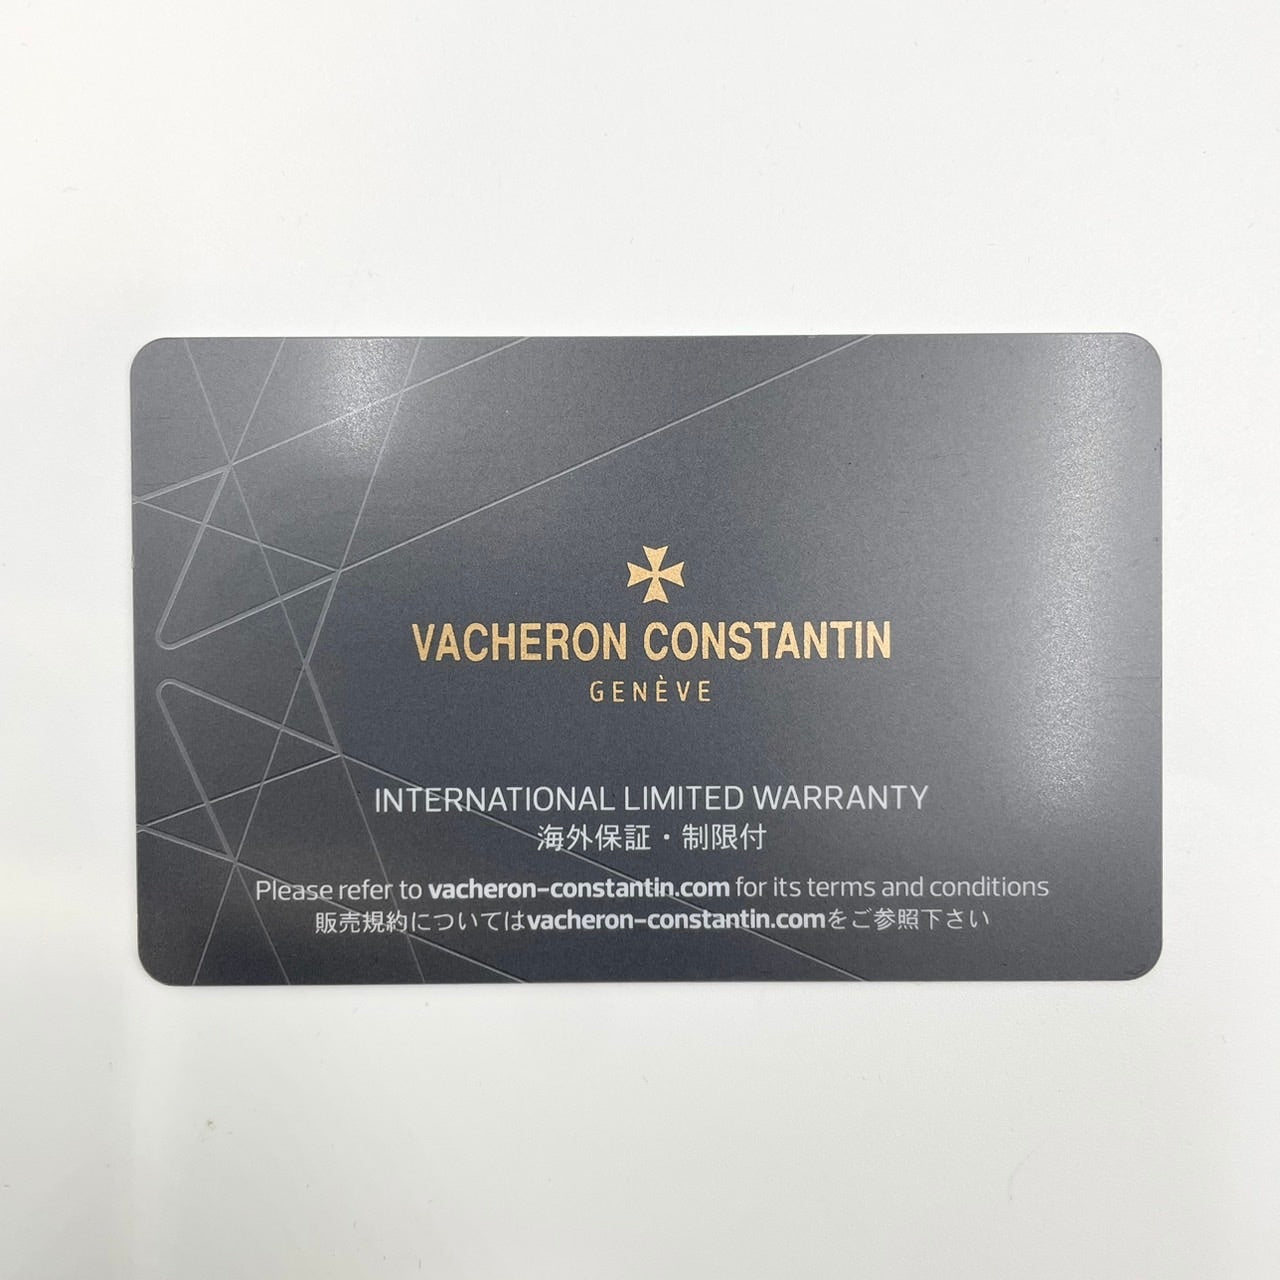 VACHERON CONSTANTIN
GENÈVE
INTERNATIONAL LIMITED WARRANTY
海外保証・制限付
Please refer to vacheron-constantin.com for its terms and conditions
販売規約についてはvacheron-constantin.comをご参照下さい